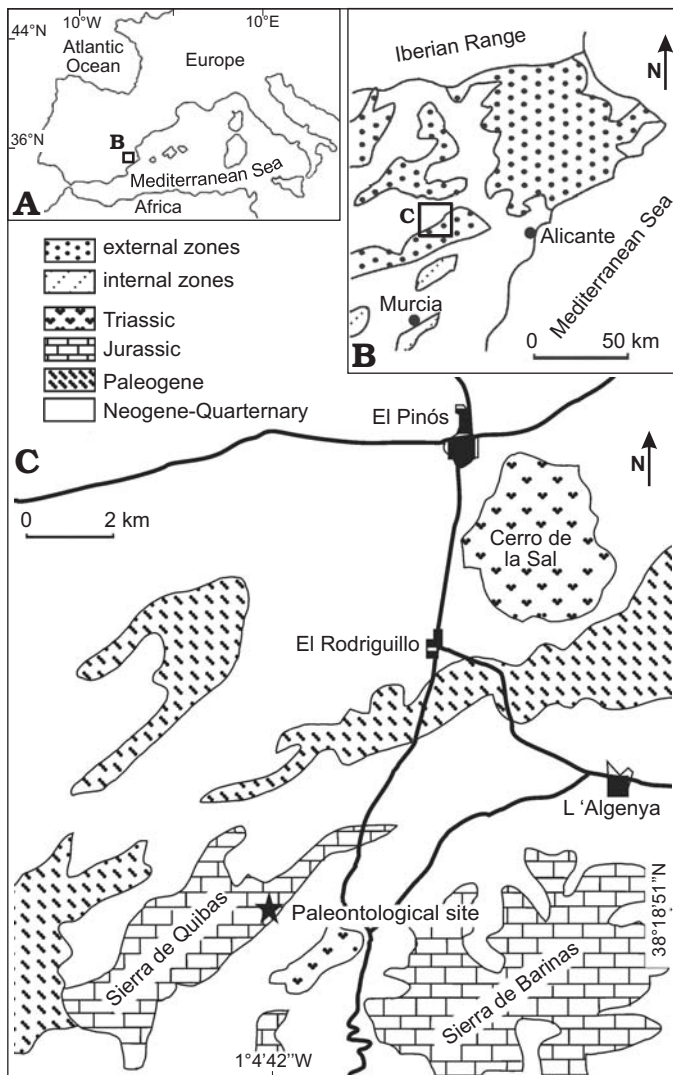 10°W
10°E
44°N
Atlantic
Ocean
Europe
36°N
B
Mediterranean Sea
Africa
A
Iberian Range
N
C
Alicante
Mediterranean Sea
Murcia
B
0 50 km
external zones
internal zones
Triassic
Jurassic
Paleogene
Neogene-Quarternary
C
El Pinós
N
0 2 km
Cerro de
la Sal
El Rodriguillo
L ‘Algenya
Sierra de Quibas
Paleontological site
38°18’51”N
Sierra de Barinas
1°4’42’’W